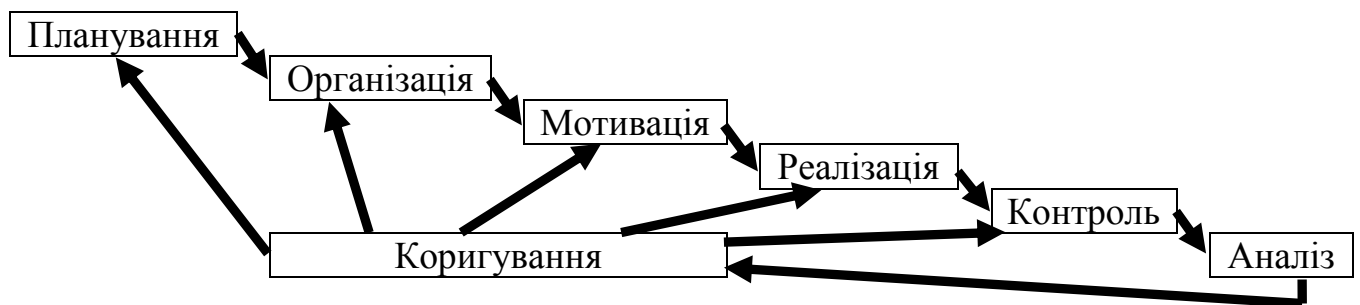 Планування
Організація
Мотивація
Реалізація
Контроль
Коригування
Аналіз